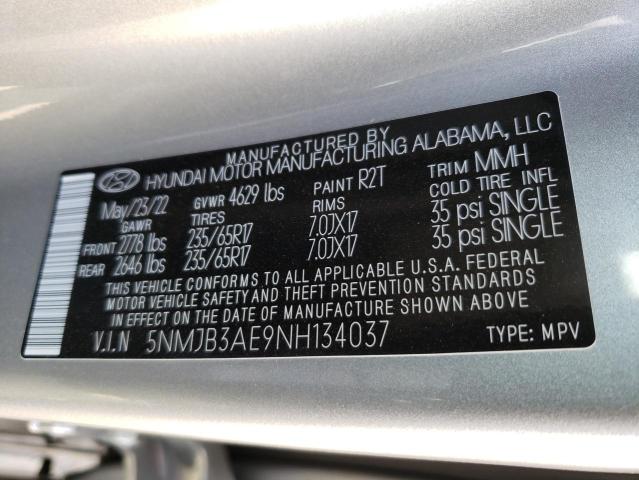 MANUFACTURED BY
HYUNDAI MOTOR MANUFACTURING ALABAMA, LLC
May/23/22 GVWR 4629 lbs PAINT R2T TRIM MMH
GAWR TIRES RIMS COLD TIRE INFL
FRONT 2778 lbs 235/65R17 7.0JX17 35 psi SINGLE
REAR 2646 lbs 235/65R17 7.0JX17 35 psi SINGLE
THIS VEHICLE CONFORMS TO ALL APPLICABLE U.S.A. FEDERAL
MOTOR VEHICLE SAFETY AND THEFT PREVENTION STANDARDS
IN EFFECT ON THE DATE OF MANUFACTURE SHOWN ABOVE
V.I.N 5NMJB3AE9NH134037 TYPE: MPV